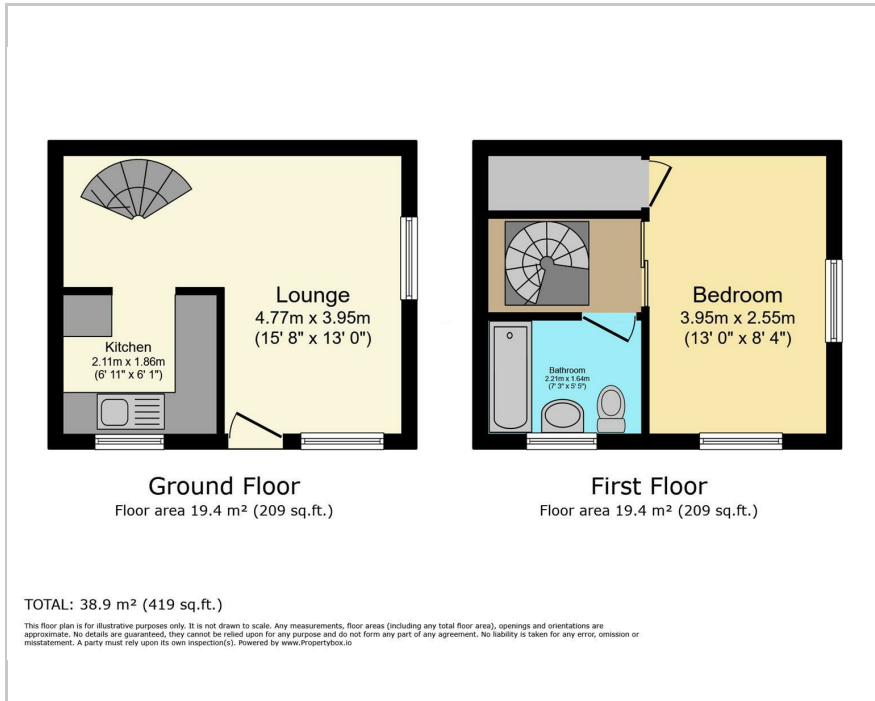 Lounge
4.77m x 3.95m
(15' 8" x 13' 0")
Kitchen
2.11m x 1.86m
(6' 11" x 6' 1")
Bedroom
3.95m x 2.55m
(13' 0" x 8' 4")
Bathroom
2.21m x 1.64m
(7' 3" x 5' 5")
Ground Floor
Floor area 19.4 m² (209 sq.ft.)
First Floor
Floor area 19.4 m² (209 sq.ft.)
TOTAL: 38.9 m² (419 sq.ft.)
This floor plan is for illustrative purposes only. It is not drawn to scale. Any measurements, floor areas (including any total floor area), openings and orientations are
approximate. No details are guaranteed, they cannot be relied upon for any purpose and do not form any part of any agreement. No liability is taken for any error, omission or
misstatement. A party must rely upon its own inspection(s). Powered by www.Propertybox.io